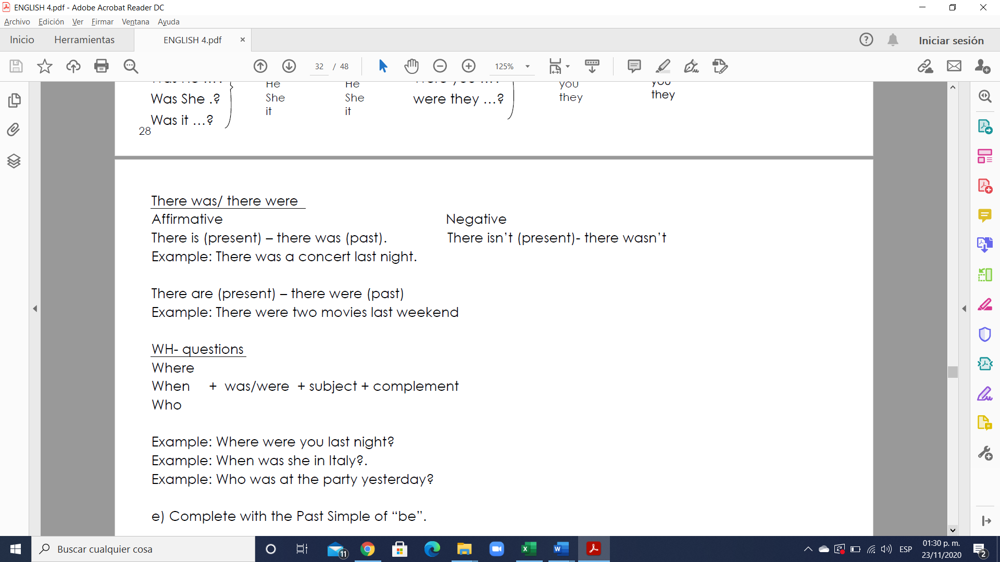 ENGLISH 4.pdf - Adobe Acrobat Reader DC
Archivo Edición Ver Firmar Ventana Ayuda
Inicio Herramientas ENGLISH 4.pdf × Iniciar sesión
32 / 48 125%
He He you you
Was She .? She She were they …? they they
it it
Was it …?
28
There was/ there were
Affirmative Negative
There is (present) – there was (past). There isn’t (present)- there wasn’t
Example: There was a concert last night.
There are (present) – there were (past)
Example: There were two movies last weekend
WH- questions
Where
When + was/were + subject + complement
Who
Example: Where were you last night?
Example: When was she in Italy?.
Example: Who was at the party yesterday?
e) Complete with the Past Simple of “be”.
Buscar cualquier cosa 11 ESP 01:30 p. m. 2
23/11/2020